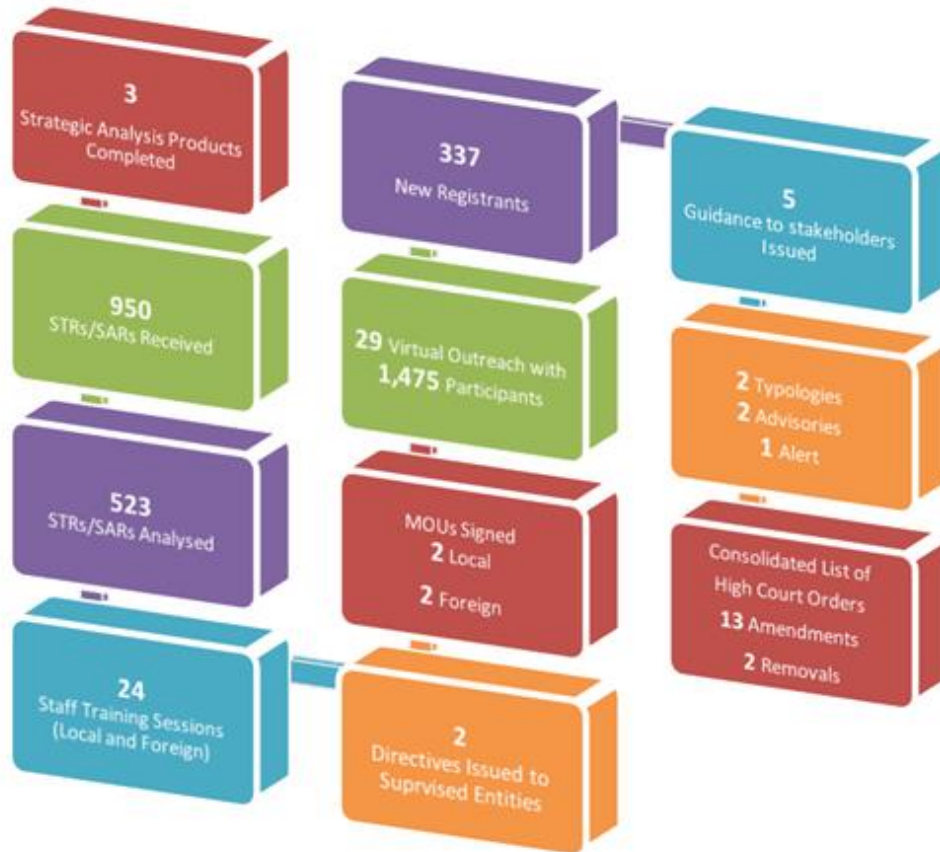 3
Strategic Analysis Products
Completed
950
STRs/SARs Received
523
STRs/SARs Analysed
24
Staff Training Sessions
(Local and Foreign)
337
New Registrants
29 Virtual Outreach with
1,475 Participants
MOUs Signed
2 Local
2 Foreign
2
Directives Issued to
Suprvised Entities
5
Guidance to stakeholders
Issued
2 Typologies
2 Advisories
1 Alert
Consolidated List of
High Court Orders
13 Amendments
2 Removals